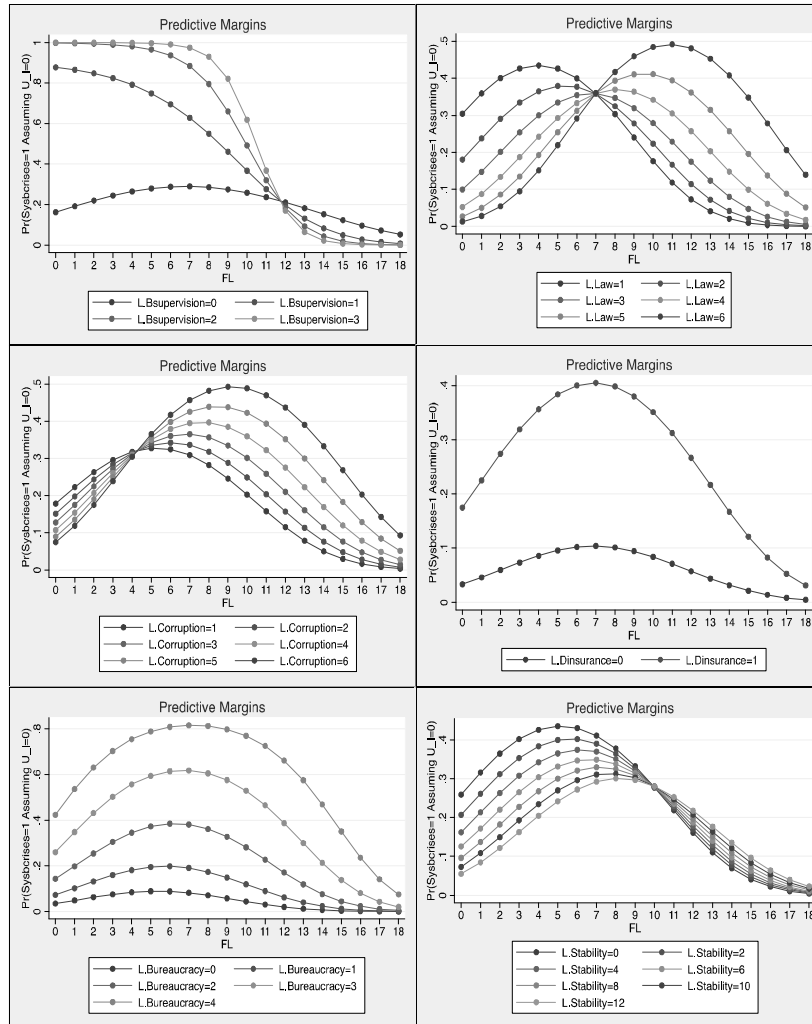 Predictive Margins
Pr(Sysbcrises=1 Assuming U_I=0)
1
.8
.6
.4
.2
0
0 1 2 3 4 5 6 7 8 9 10 11 12 13 14 15 16 17 18
FL
L.Bsupervision=0 L.Bsupervision=1
L.Bsupervision=2 L.Bsupervision=3
Predictive Margins
Pr(Sysbcrises=1 Assuming U_I=0)
.5
.4
.3
.2
.1
0
0 1 2 3 4 5 6 7 8 9 10 11 12 13 14 15 16 17 18
FL
L.Law=1 L.Law=2
L.Law=3 L.Law=4
L.Law=5 L.Law=6
Predictive Margins
Pr(Sysbcrises=1 Assuming U_I=0)
.5
.4
.3
.2
.1
0
0 1 2 3 4 5 6 7 8 9 10 11 12 13 14 15 16 17 18
FL
L.Corruption=1 L.Corruption=2
L.Corruption=3 L.Corruption=4
L.Corruption=5 L.Corruption=6
Predictive Margins
Pr(Sysbcrises=1 Assuming U_I=0)
.4
.3
.2
.1
0
0 1 2 3 4 5 6 7 8 9 10 11 12 13 14 15 16 17 18
FL
L.Dinsurance=0 L.Dinsurance=1
Predictive Margins
Pr(Sysbcrises=1 Assuming U_I=0)
.8
.6
.4
.2
0
0 1 2 3 4 5 6 7 8 9 10 11 12 13 14 15 16 17 18
FL
L.Bureaucracy=0 L.Bureaucracy=1
L.Bureaucracy=2 L.Bureaucracy=3
L.Bureaucracy=4
Predictive Margins
Pr(Sysbcrises=1 Assuming U_I=0)
.4
.3
.2
.1
0
0 1 2 3 4 5 6 7 8 9 10 11 12 13 14 15 16 17 18
FL
L.Stability=0 L.Stability=2
L.Stability=4 L.Stability=6
L.Stability=8 L.Stability=10
L.Stability=12